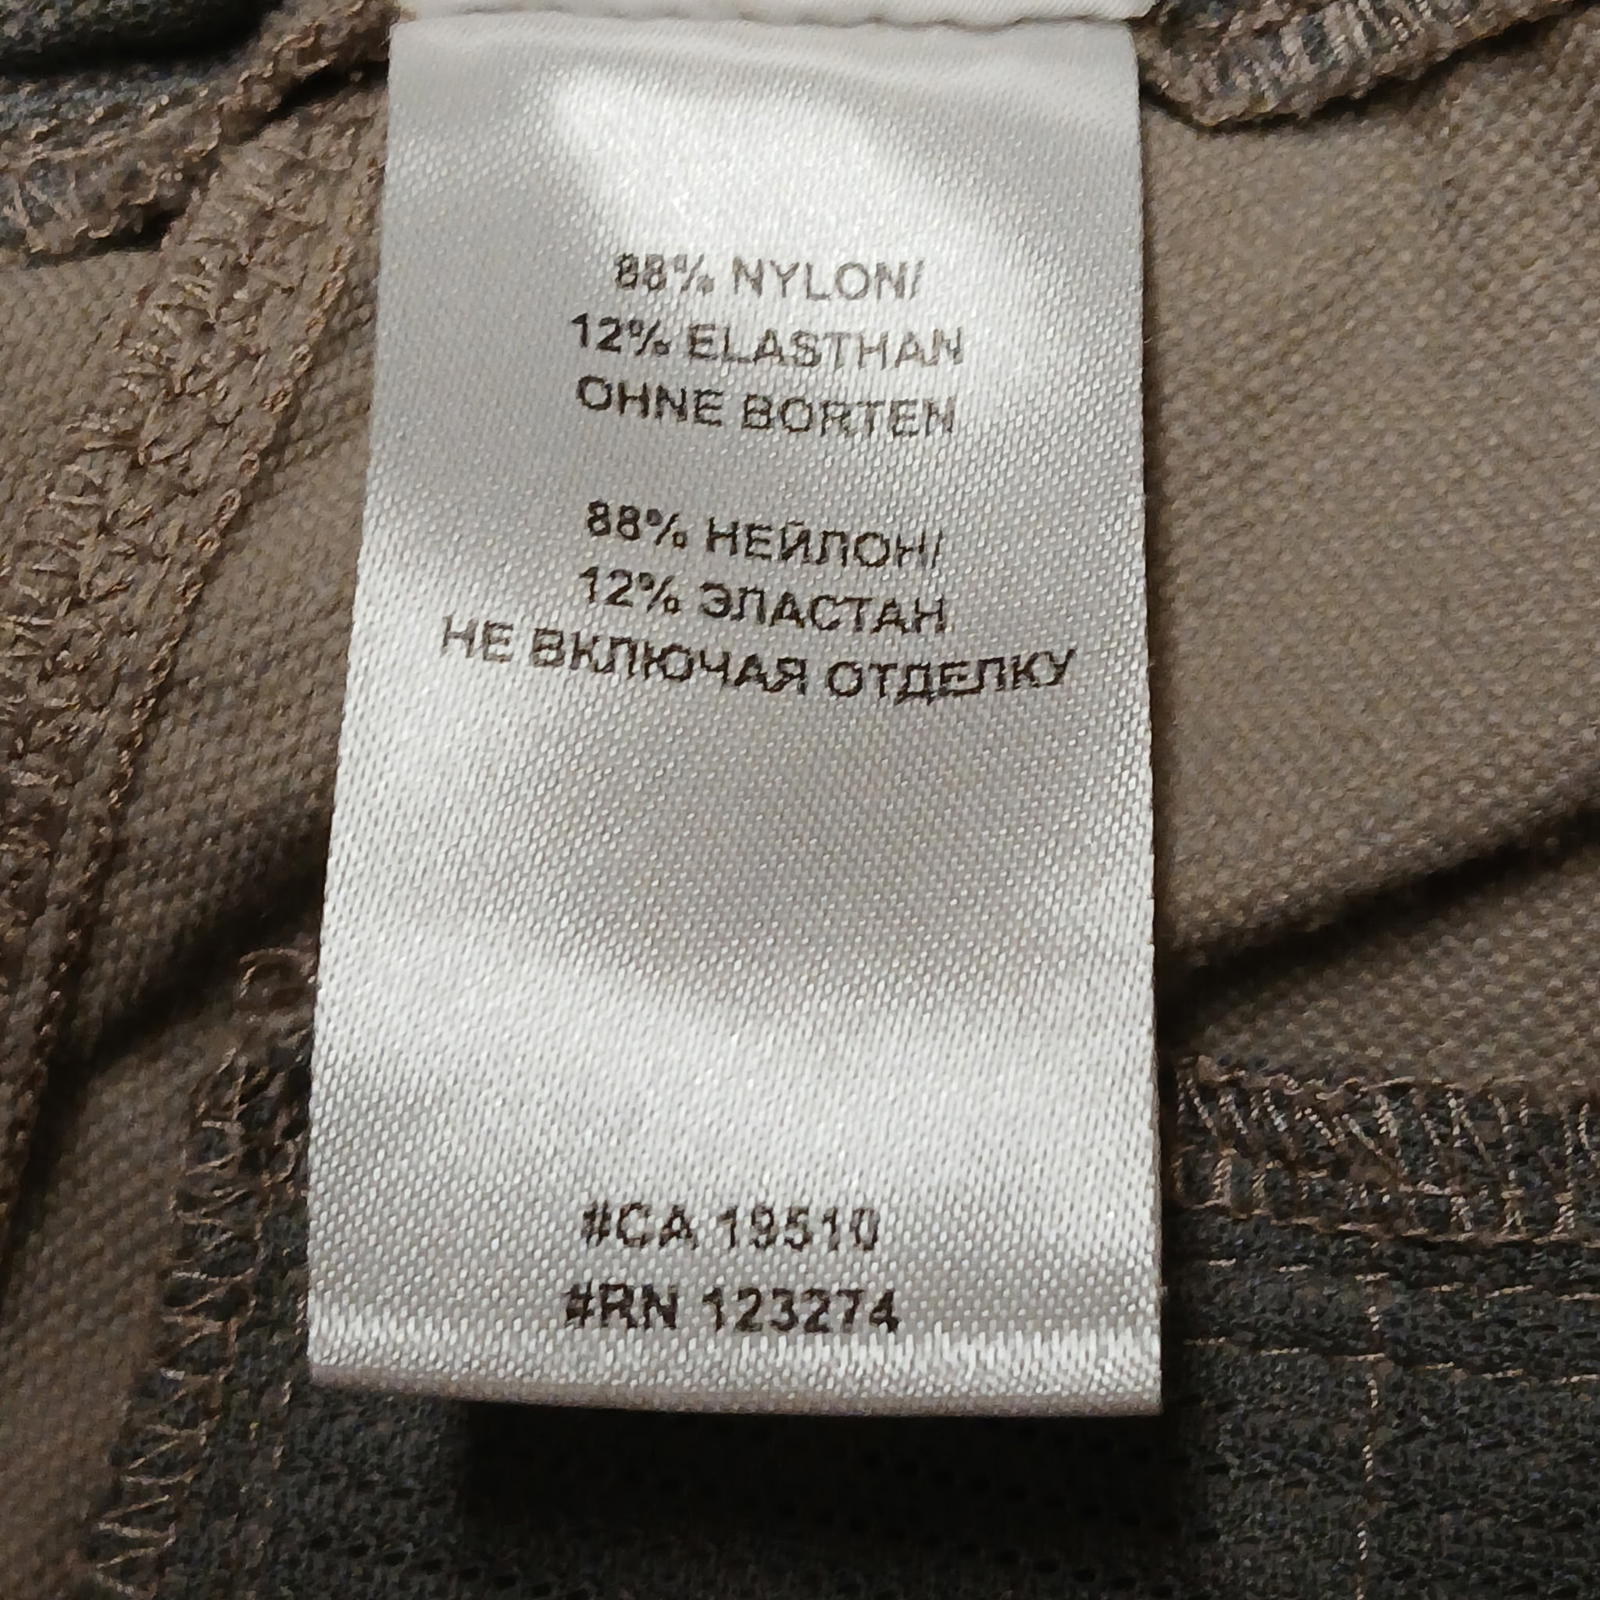 88% NYLON/
12% ELASTHAN
OHNE BORTEN
88% НЕЙЛОН/
12% ЭЛАСТАН
НЕ ВКЛЮЧАЯ ОТДЕЛКУ
#CA 19510
#RN 123274